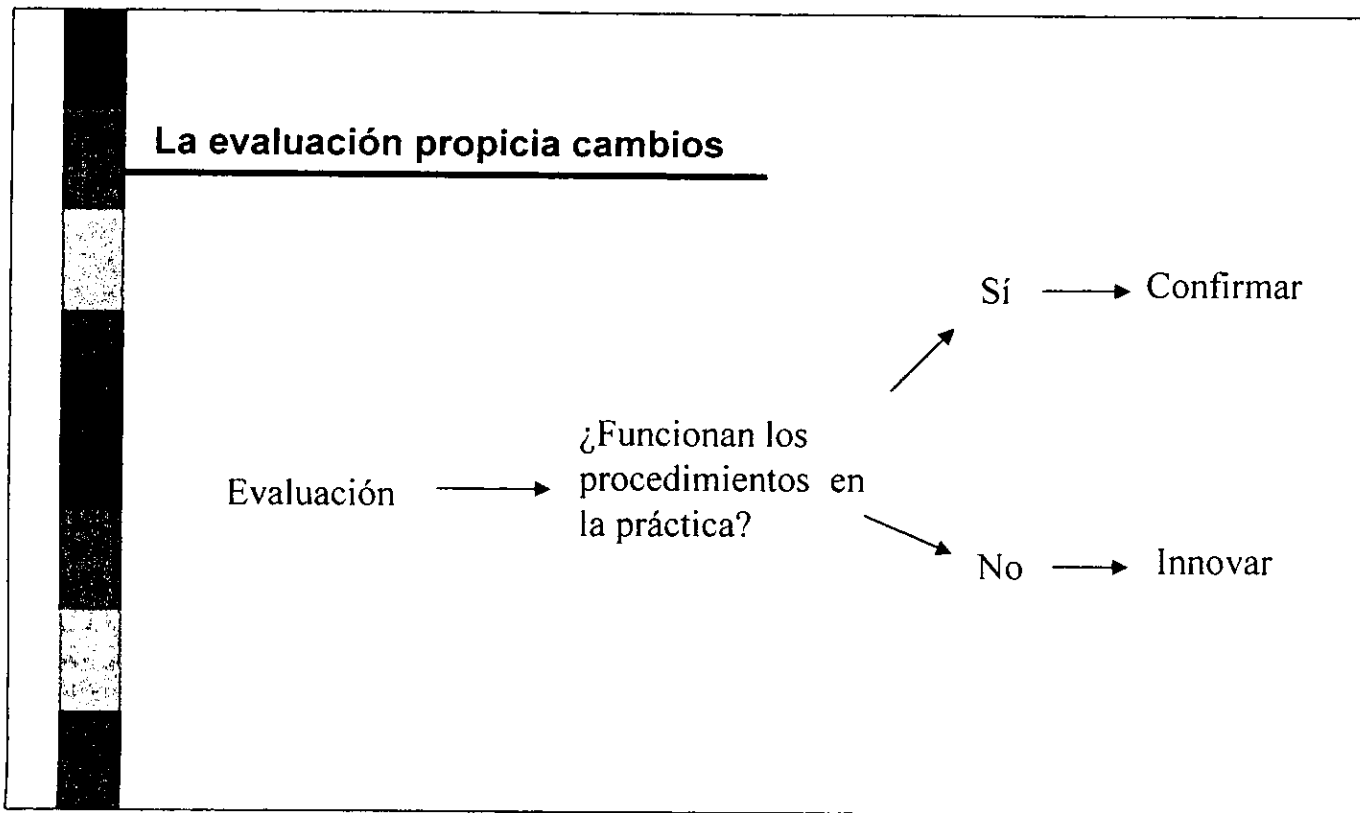 La evaluación propicia cambios
Sí → Confirmar
¿Funcionan los
Evaluación → procedimientos en
la práctica?
No → Innovar